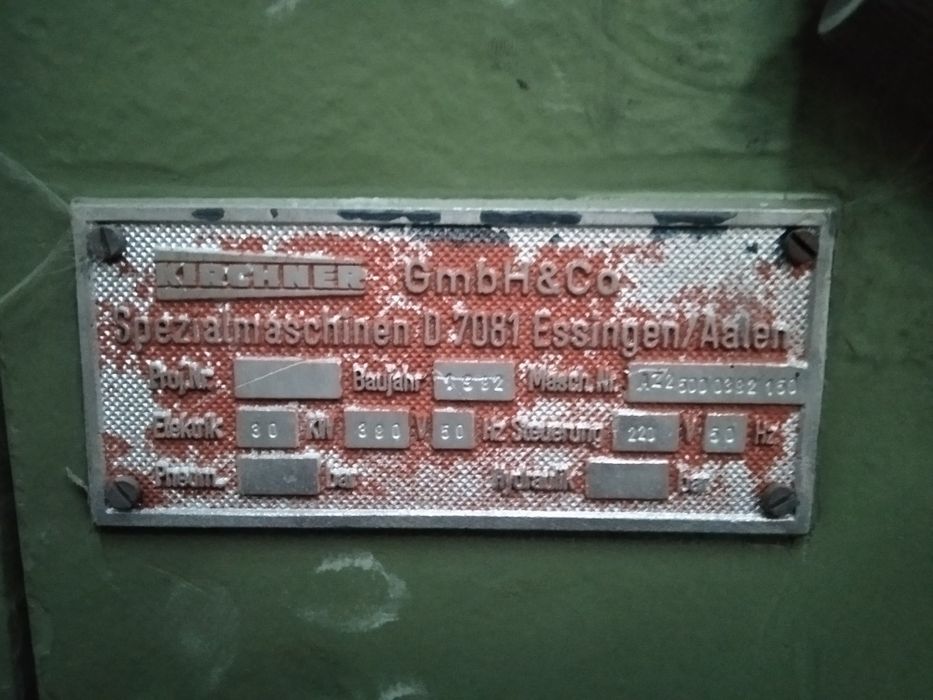 KIRCHNER GmbH&Co
Spezialmaschinen D 7081 Essingen/Aalen
Proj.Nr. Baujahr Masch.Nr.
Elektrik 30 KW 380 V 50 Hz Steuerung 220 V 50 Hz
Pneum. bar Hydraulik bar